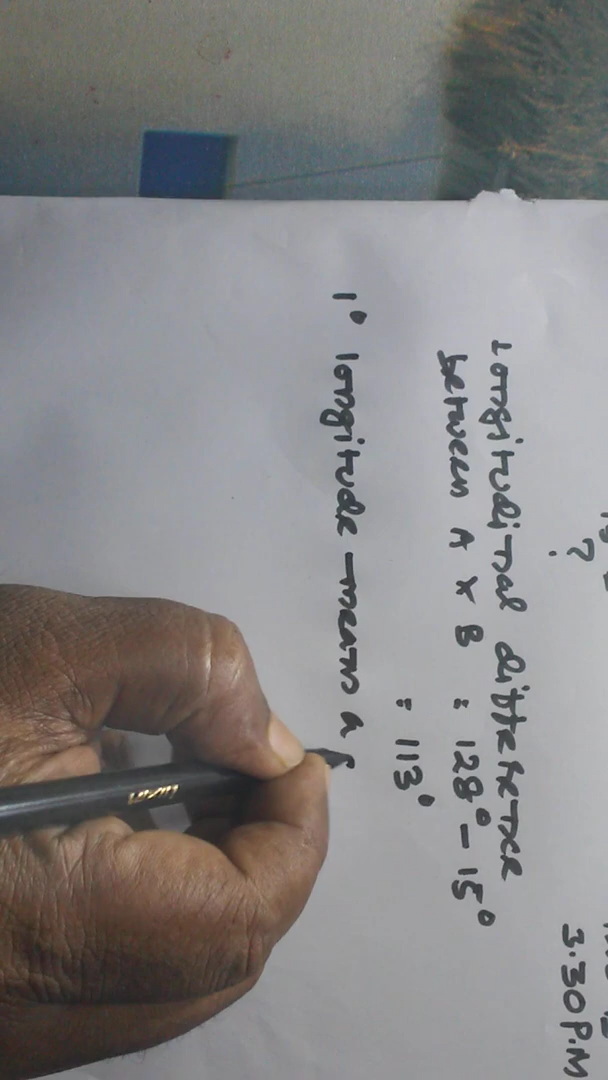 ?
3.30 P.M
Longitudinal difference
between A & B = 128° - 15°
= 113°
1° longitude means a